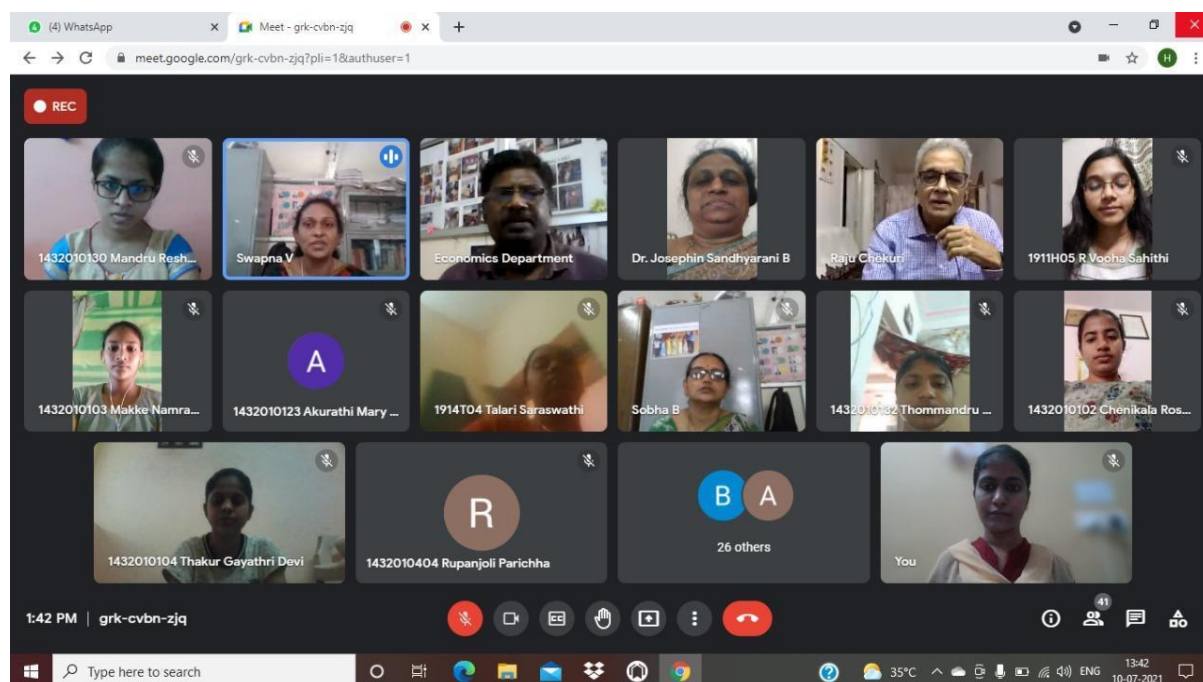 (4) WhatsApp
Meet - grk-cvbn-zjq
meet.google.com/grk-cvbn-zjq?pli=1&authuser=1
H
REC
1432010130 Mandru Resh...
Swapna V
Economics Department
Dr. Josephin Sandhyarani B
Raju Chekuri
1911H05 R Vooha Sahithi
1432010103 Makke Namra...
A
1432010123 Akurathi Mary ...
1914T04 Talari Saraswathi
Sobha B
1432010132 Thommandru ...
1432010102 Chenikala Ros...
1432010104 Thakur Gayathri Devi
R
1432010404 Rupanjoli Parichha
B A
26 others
You
1:42 PM | grk-cvbn-zjq
CC
41
Type here to search
35°C
ENG
13:42
10-07-2021